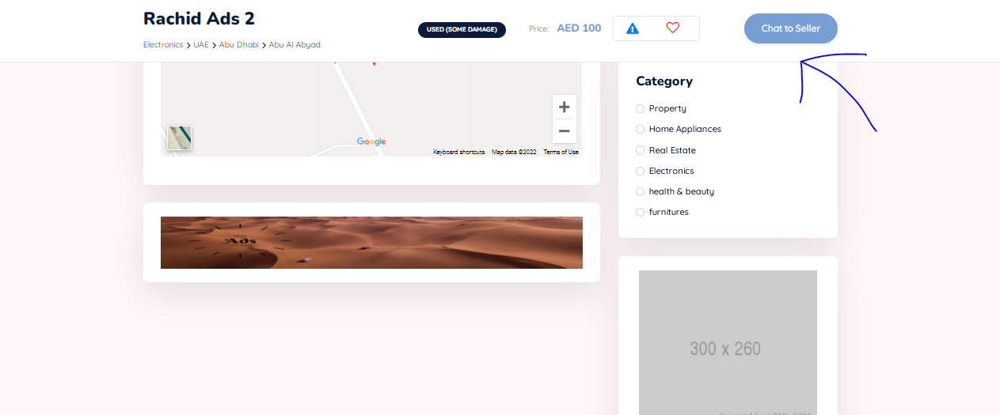 Rachid Ads 2
Electronics > UAE > Abu Dhabi > Abu Al Abyad
USED (SOME DAMAGE)
Price: AED 100
Chat to Seller
Google
Keyboard shortcuts Map data ©2022 Terms of Use
Category
Property
Home Appliances
Real Estate
Electronics
health & beauty
furnitures
Ads
300 x 260